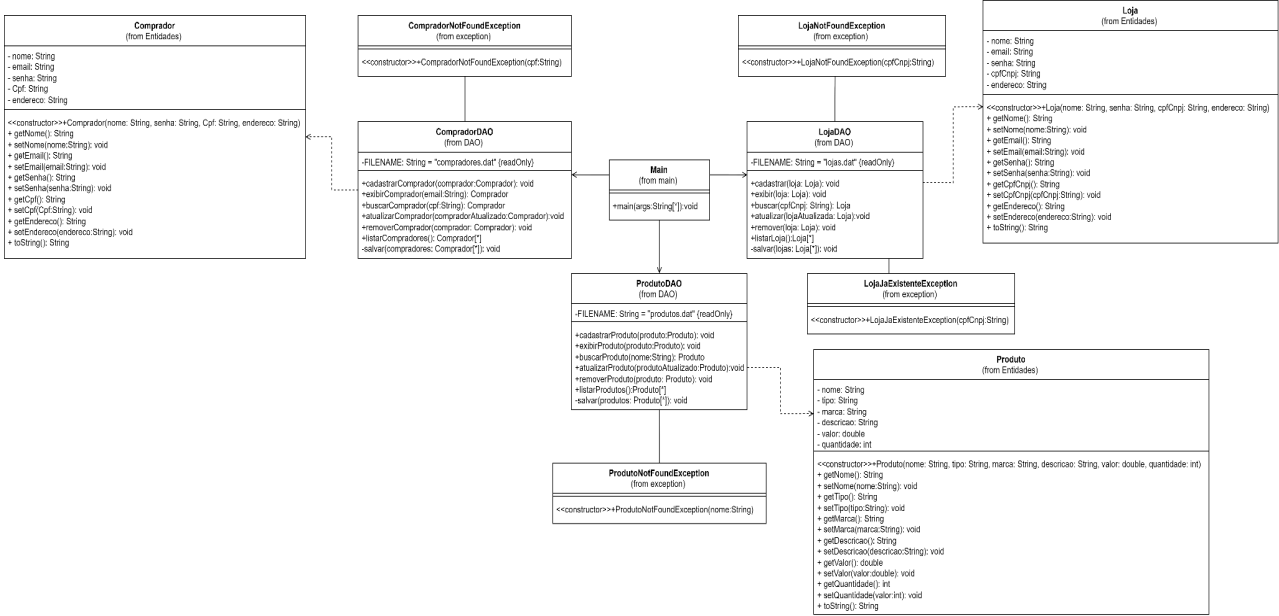 Comprador
(from Entidades)
- nome: String
- email: String
- senha: String
- Cpf: String
- endereco: String
<<constructor>>+Comprador(nome: String, senha: String, Cpf: String, endereco: String)
+ getNome(): String
+ setNome(nome:String): void
+ getEmail(): String
+ setEmail(email:String): void
+ getSenha(): String
+ setSenha(senha:String): void
+ getCpf(): String
+ setCpf(Cpf:String): void
+ getEndereco(): String
+ setEndereco(endereco:String): void
+ toString(): String
CompradorNotFoundException
(from exception)
<<constructor>>+CompradorNotFoundException(cpf:String)
CompradorDAO
(from DAO)
-FILENAME: String = "compradores.dat" {readOnly}
+cadastrarComprador(comprador:Comprador): void
+exibirComprador(email:String): Comprador
+buscarComprador(cpf:String): Comprador
+atualizarComprador(compradorAtualizado:Comprador):void
+removerComprador(comprador: Comprador): void
+listarCompradores(): Comprador[*]
-salvar(compradores: Comprador[*]): void
Main
(from main)
+main(args:String[*]):void
LojaNotFoundException
(from exception)
<<constructor>>+LojaNotFoundException(cpfCnpj:String)
LojaDAO
(from DAO)
-FILENAME: String = "lojas.dat" {readOnly}
+cadastrar(loja: Loja): void
+exibir(loja: Loja): void
+buscar(cpfCnpj: String): Loja
+atualizar(lojaAtualizada: Loja):void
+remover(loja: Loja): void
+listarLoja():Loja[*]
-salvar(lojas: Loja[*]): void
Loja
(from Entidades)
- nome: String
- email: String
- senha: String
- cpfCnpj: String
- endereco: String
<<constructor>>+Loja(nome: String, senha: String, cpfCnpj: String, endereco: String)
+ getNome(): String
+ setNome(nome:String): void
+ getEmail(): String
+ setEmail(email:String): void
+ getSenha(): String
+ setSenha(senha:String): void
+ getCpfCnpj(): String
+ setCpfCnpj(cpfCnpj:String): void
+ getEndereco(): String
+ setEndereco(endereco:String): void
+ toString(): String
ProdutoDAO
(from DAO)
-FILENAME: String = "produtos.dat" {readOnly}
+cadastrarProduto(produto:Produto): void
+exibirProduto(produto:Produto): void
+buscarProduto(nome:String): Produto
+atualizarProduto(produtoAtualizado:Produto):void
+removerProduto(produto: Produto): void
+listarProdutos():Produto[*]
-salvar(produtos: Produto[*]): void
LojaJaExistenteException
(from exception)
<<constructor>>+LojaJaExistenteException(cpfCnpj:String)
ProdutoNotFoundException
(from exception)
<<constructor>>+ProdutoNotFoundException(nome:String)
Produto
(from Entidades)
- nome: String
- tipo: String
- marca: String
- descricao: String
- valor: double
- quantidade: int
<<constructor>>+Produto(nome: String, tipo: String, marca: String, descricao: String, valor: double, quantidade: int)
+ getNome(): String
+ setNome(nome:String): void
+ getTipo(): String
+ setTipo(tipo:String): void
+ getMarca(): String
+ setMarca(marca:String): void
+ getDescricao(): String
+ setDescricao(descricao:String): void
+ getValor(): double
+ setValor(valor:double): void
+ getQuantidade(): int
+ setQuantidade(valor:int): void
+ toString(): String